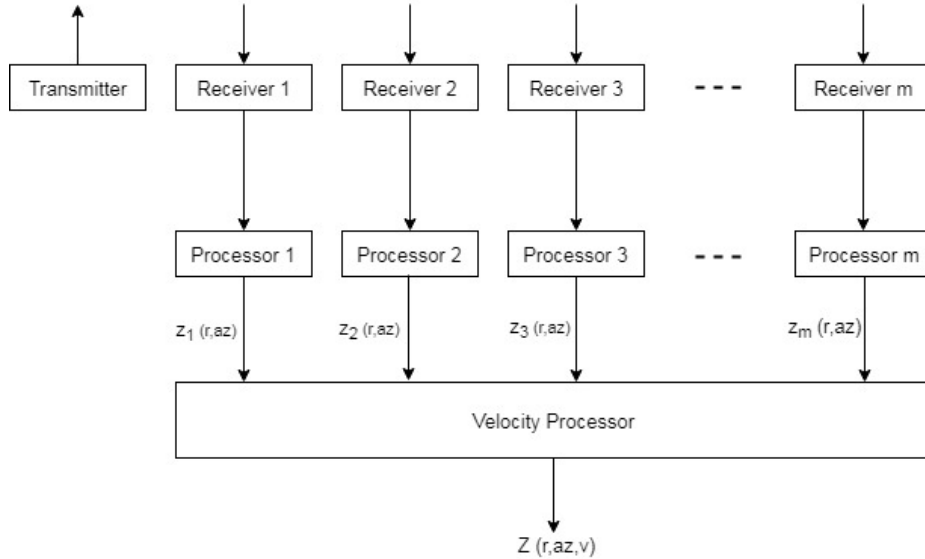 Transmitter Receiver 1 Receiver 2 Receiver 3 - - - Receiver m
Processor 1 Processor 2 Processor 3 - - - Processor m
z₁ (r,az) z₂ (r,az) z₃ (r,az) zₘ (r,az)
Velocity Processor
Z (r,az,v)